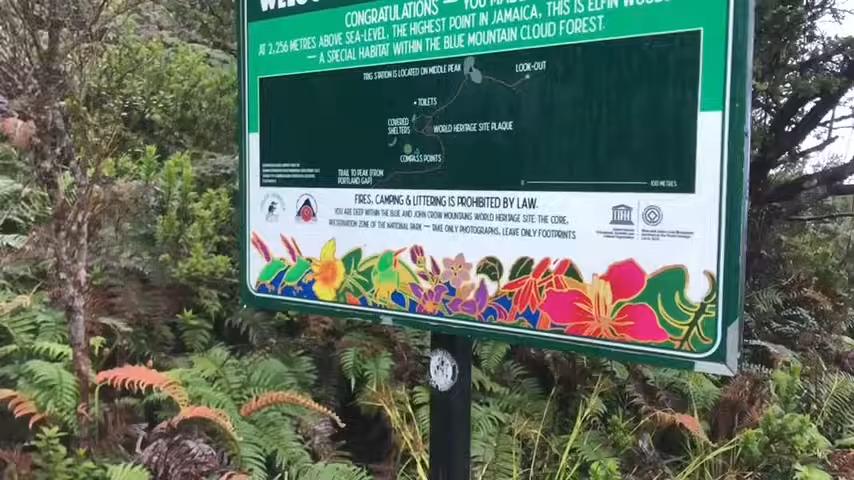 CONGRATULATIONS — YOU MADE
AT 2,256 METRES ABOVE SEA-LEVEL, THE HIGHEST POINT IN JAMAICA, THIS IS ELFIN
— A SPECIAL HABITAT WITHIN THE BLUE MOUNTAIN CLOUD FOREST.
TRIG STATION IS LOCATED ON MIDDLE PEAK
LOOK-OUT
TOILETS
COVERED
SHELTERS
WORLD HERITAGE SITE PLAQUE
COMPASS POINTS
TRAIL TO PEAK (FROM
PORTLAND GAP)
0
100 METRES
FIRES, CAMPING & LITTERING IS PROHIBITED BY LAW.
YOU ARE DEEP WITHIN THE BLUE AND JOHN CROW MOUNTAINS WORLD HERITAGE SITE THE CORE,
PRESERVATION ZONE OF THE NATIONAL PARK — TAKE ONLY PHOTOGRAPHS, LEAVE ONLY FOOTPRINTS